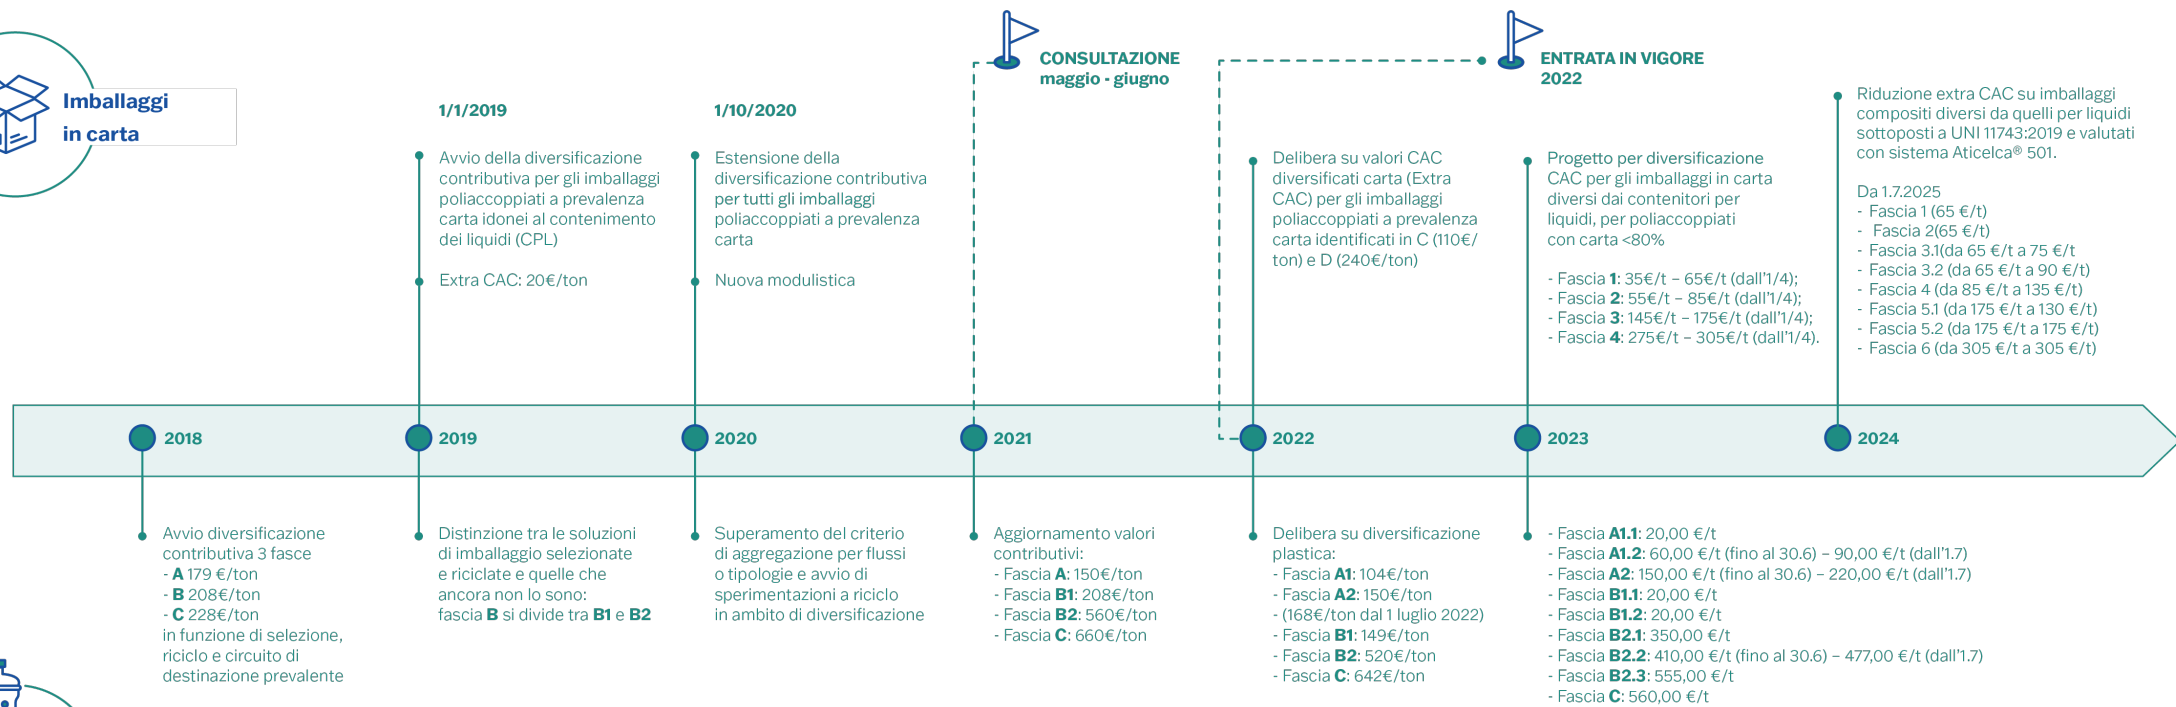 Imballaggi
in carta
1/1/2019
Avvio della diversificazione
contributiva per gli imballaggi
poliaccoppiati a prevalenza
carta idonei al contenimento
dei liquidi (CPL)
Extra CAC: 20€/ton
1/10/2020
Estensione della
diversificazione contributiva
per tutti gli imballaggi
poliaccoppiati a prevalenza
carta
Nuova modulistica
CONSULTAZIONE
maggio - giugno
Delibera su valori CAC
diversificati carta (Extra
CAC) per gli imballaggi
poliaccoppiati a prevalenza
carta identificati in C (110€/
ton) e D (240€/ton)
ENTRATA IN VIGORE
2022
Progetto per diversificazione
CAC per gli imballaggi in carta
diversi dai contenitori per
liquidi, per poliaccoppiati
con carta <80%
- Fascia 1: 35€/t – 65€/t (dall'1/4);
- Fascia 2: 55€/t – 85€/t (dall'1/4);
- Fascia 3: 145€/t – 175€/t (dall'1/4);
- Fascia 4: 275€/t – 305€/t (dall'1/4).
Riduzione extra CAC su imballaggi
compositi diversi da quelli per liquidi
sottoposti a UNI 11743:2019 e valutati
con sistema Aticelca® 501.
Da 1.7.2025
- Fascia 1 (65 €/t)
- Fascia 2(65 €/t)
- Fascia 3.1(da 65 €/t a 75 €/t
- Fascia 3.2 (da 65 €/t a 90 €/t)
- Fascia 4 (da 85 €/t a 135 €/t)
- Fascia 5.1 (da 175 €/t a 130 €/t)
- Fascia 5.2 (da 175 €/t a 175 €/t)
- Fascia 6 (da 305 €/t a 305 €/t)
2018
2019
2020
2021
2022
2023
2024
Avvio diversificazione
contributiva 3 fasce
- A 179 €/ton
- B 208€/ton
- C 228€/ton
in funzione di selezione,
riciclo e circuito di
destinazione prevalente
Distinzione tra le soluzioni
di imballaggio selezionate
e riciclate e quelle che
ancora non lo sono:
fascia B si divide tra B1 e B2
Superamento del criterio
di aggregazione per flussi
o tipologie e avvio di
sperimentazioni a riciclo
in ambito di diversificazione
Aggiornamento valori
contributivi:
- Fascia A: 150€/ton
- Fascia B1: 208€/ton
- Fascia B2: 560€/ton
- Fascia C: 660€/ton
Delibera su diversificazione
plastica:
- Fascia A1: 104€/ton
- Fascia A2: 150€/ton
- (168€/ton dal 1 luglio 2022)
- Fascia B1: 149€/ton
- Fascia B2: 520€/ton
- Fascia C: 642€/ton
- Fascia A1.1: 20,00 €/t
- Fascia A1.2: 60,00 €/t (fino al 30.6) – 90,00 €/t (dall'1.7)
- Fascia A2: 150,00 €/t (fino al 30.6) – 220,00 €/t (dall'1.7)
- Fascia B1.1: 20,00 €/t
- Fascia B1.2: 20,00 €/t
- Fascia B2.1: 350,00 €/t
- Fascia B2.2: 410,00 €/t (fino al 30.6) – 477,00 €/t (dall'1.7)
- Fascia B2.3: 555,00 €/t
- Fascia C: 560,00 €/t